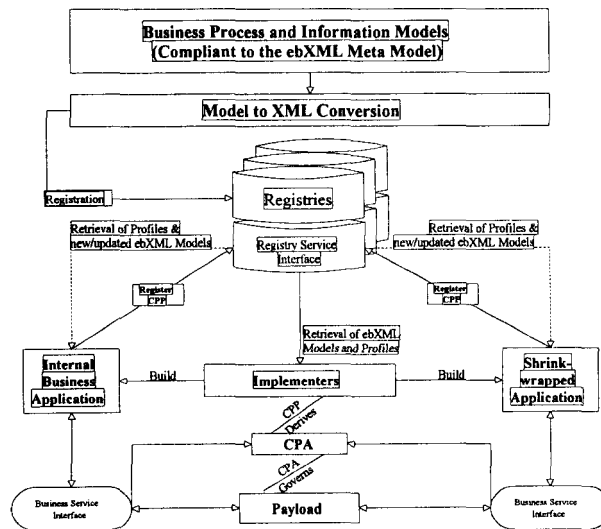 Business Process and Information Models
(Compliant to the ebXML Meta Model)
Model to XML Conversion
Registration
Registries
Retrieval of Profiles &
new/updated ebXML Models
Registry Service
Interface
Retrieval of Profiles &
new/updated ebXML Models
Register
CPP
Register
CPP
Retrieval of ebXML
Models and Profiles
Internal
Business
Application
Build
Implementers
Build
Shrink-
wrapped
Application
CPP
Derives
CPA
CPA
Governs
Business Service
Interface
Payload
Business Service
Interface